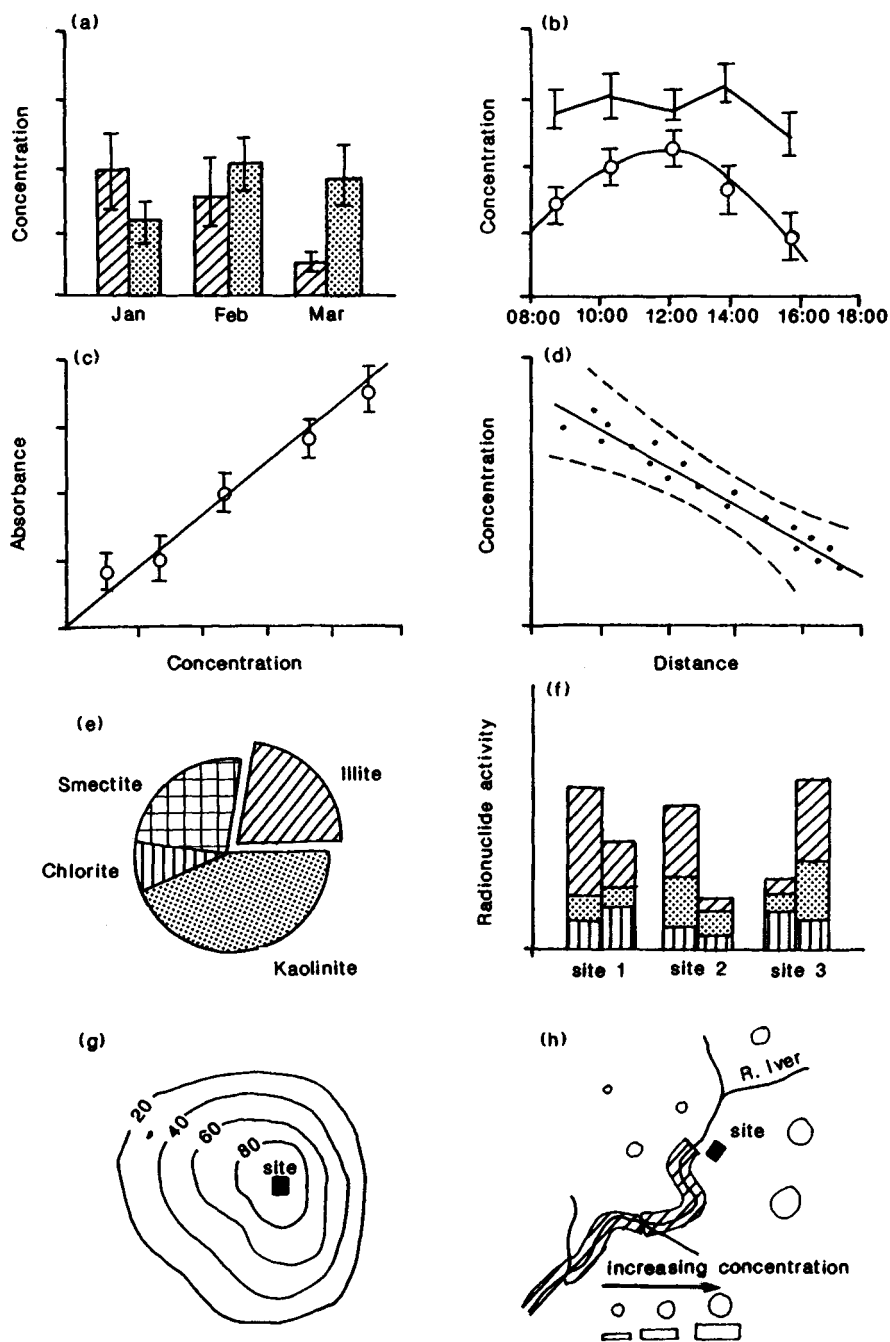 (a)
Concentration
Jan Feb Mar
(b)
Concentration
08:00 10:00 12:00 14:00 16:00 18:00
(c)
Absorbance
Concentration
(d)
Concentration
Distance
(e)
Smectite
Illite
Chlorite
Kaolinite
(f)
Radionuclide activity
site 1 site 2 site 3
(g)
20
40
60
80
site
(h)
R. Iver
site
increasing concentration